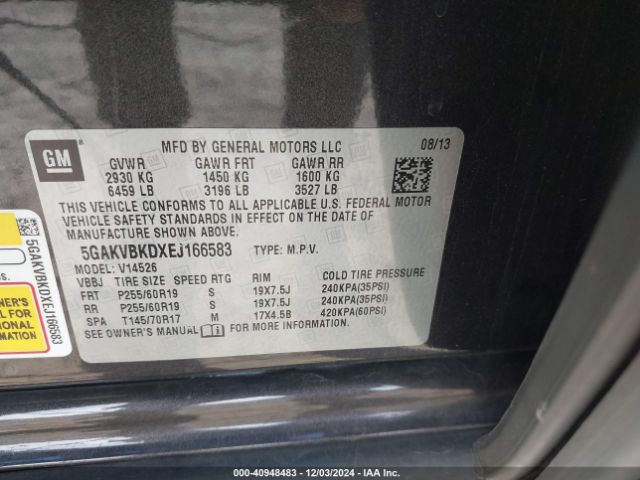 GM
MFD BY GENERAL MOTORS LLC 08/13
GVWR GAWR FRT GAWR RR
2930 KG 1450 KG 1600 KG
6459 LB 3196 LB 3527 LB
THIS VEHICLE CONFORMS TO ALL APPLICABLE U.S. FEDERAL MOTOR
VEHICLE SAFETY STANDARDS IN EFFECT ON THE DATE OF
MANUFACTURE SHOWN ABOVE.
5GAKVBKDXEJ166583 TYPE: M.P.V.
MODEL: V14526
VBBJ TIRE SIZE SPEED RTG RIM COLD TIRE PRESSURE
FRT P255/60R19 S 19X7.5J 240KPA(35PSI)
RR P255/60R19 S 19X7.5J 240KPA(35PSI)
SPA T145/70R17 M 17X4.5B 420KPA(60PSI)
SEE OWNER'S MANUAL FOR MORE INFORMATION.
5GAKVBKDXEJ166583
NER'S
FOR
IONAL
MATION
000-40948483 - 12/03/2024 - IAA Inc.